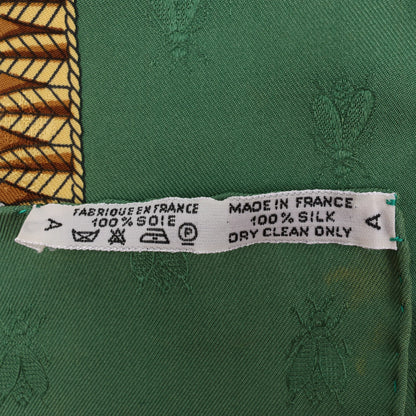 A
FABRIQUE EN FRANCE
100% SOIE
P
MADE IN FRANCE
100% SILK
DRY CLEAN ONLY
A